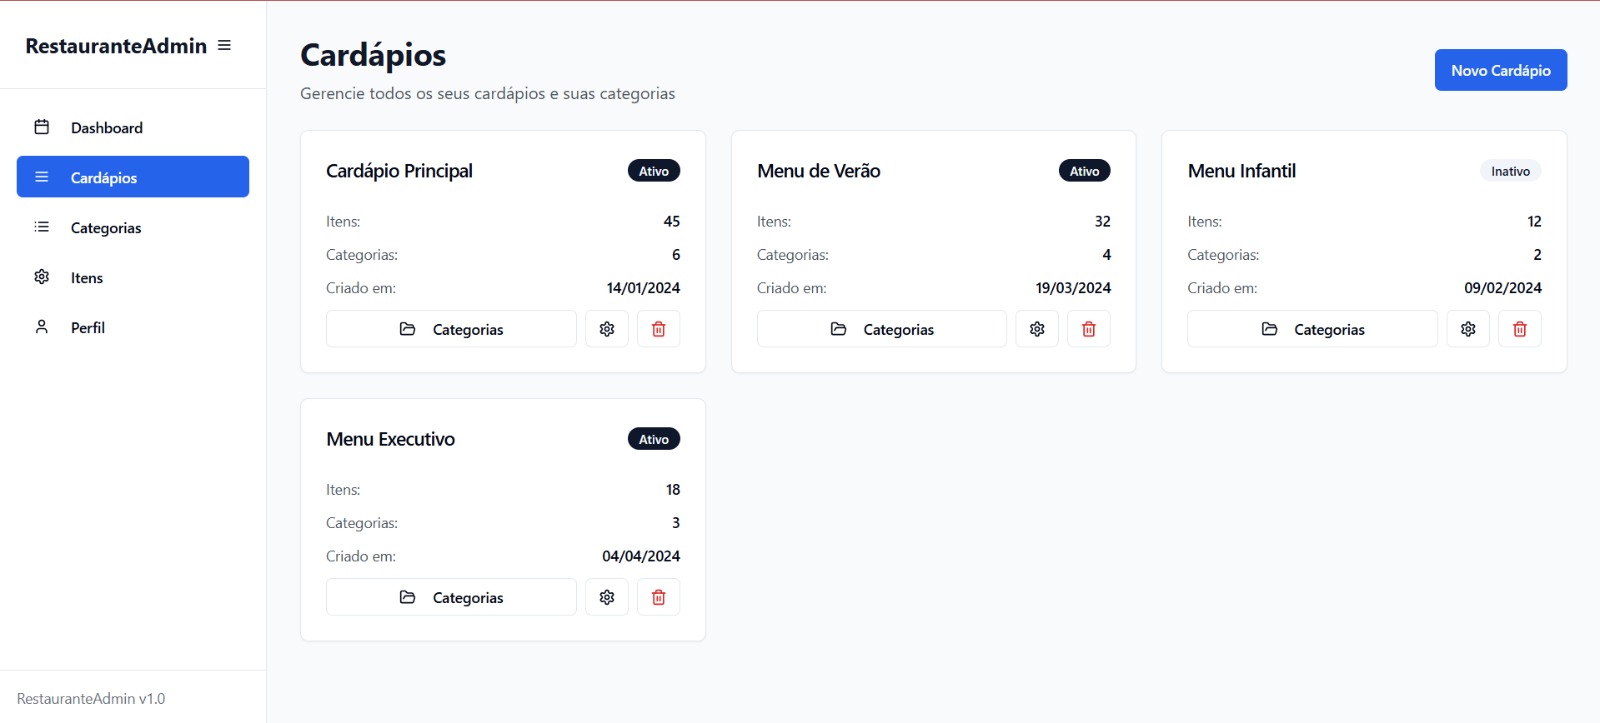 RestauranteAdmin
Dashboard
Cardápios
Categorias
Itens
Perfil
RestauranteAdmin v1.0
Cardápios
Gerencie todos os seus cardápios e suas categorias
Novo Cardápio
Cardápio Principal Ativo
Itens: 45
Categorias: 6
Criado em: 14/01/2024
Categorias
Menu de Verão Ativo
Itens: 32
Categorias: 4
Criado em: 19/03/2024
Categorias
Menu Infantil Inativo
Itens: 12
Categorias: 2
Criado em: 09/02/2024
Categorias
Menu Executivo Ativo
Itens: 18
Categorias: 3
Criado em: 04/04/2024
Categorias